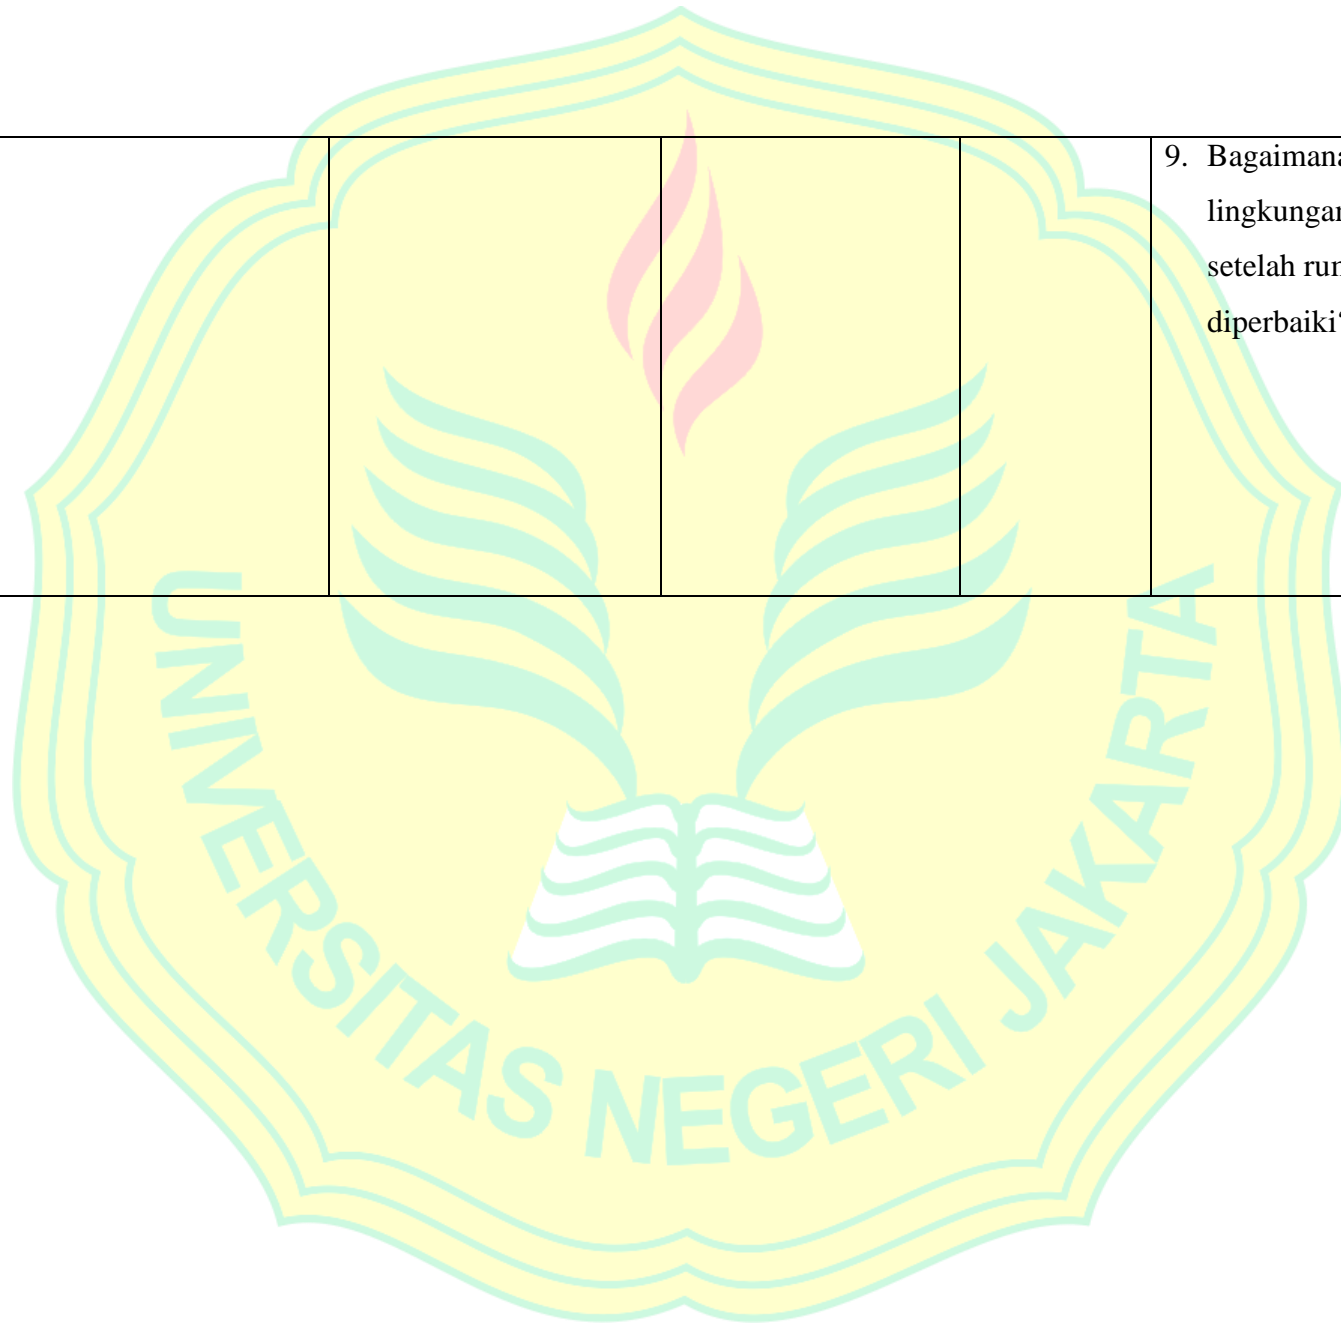 9. Bagaimana
lingkungan
setelah
diperbaiki?
UNIVERSITAS NEGERI JAKARTA